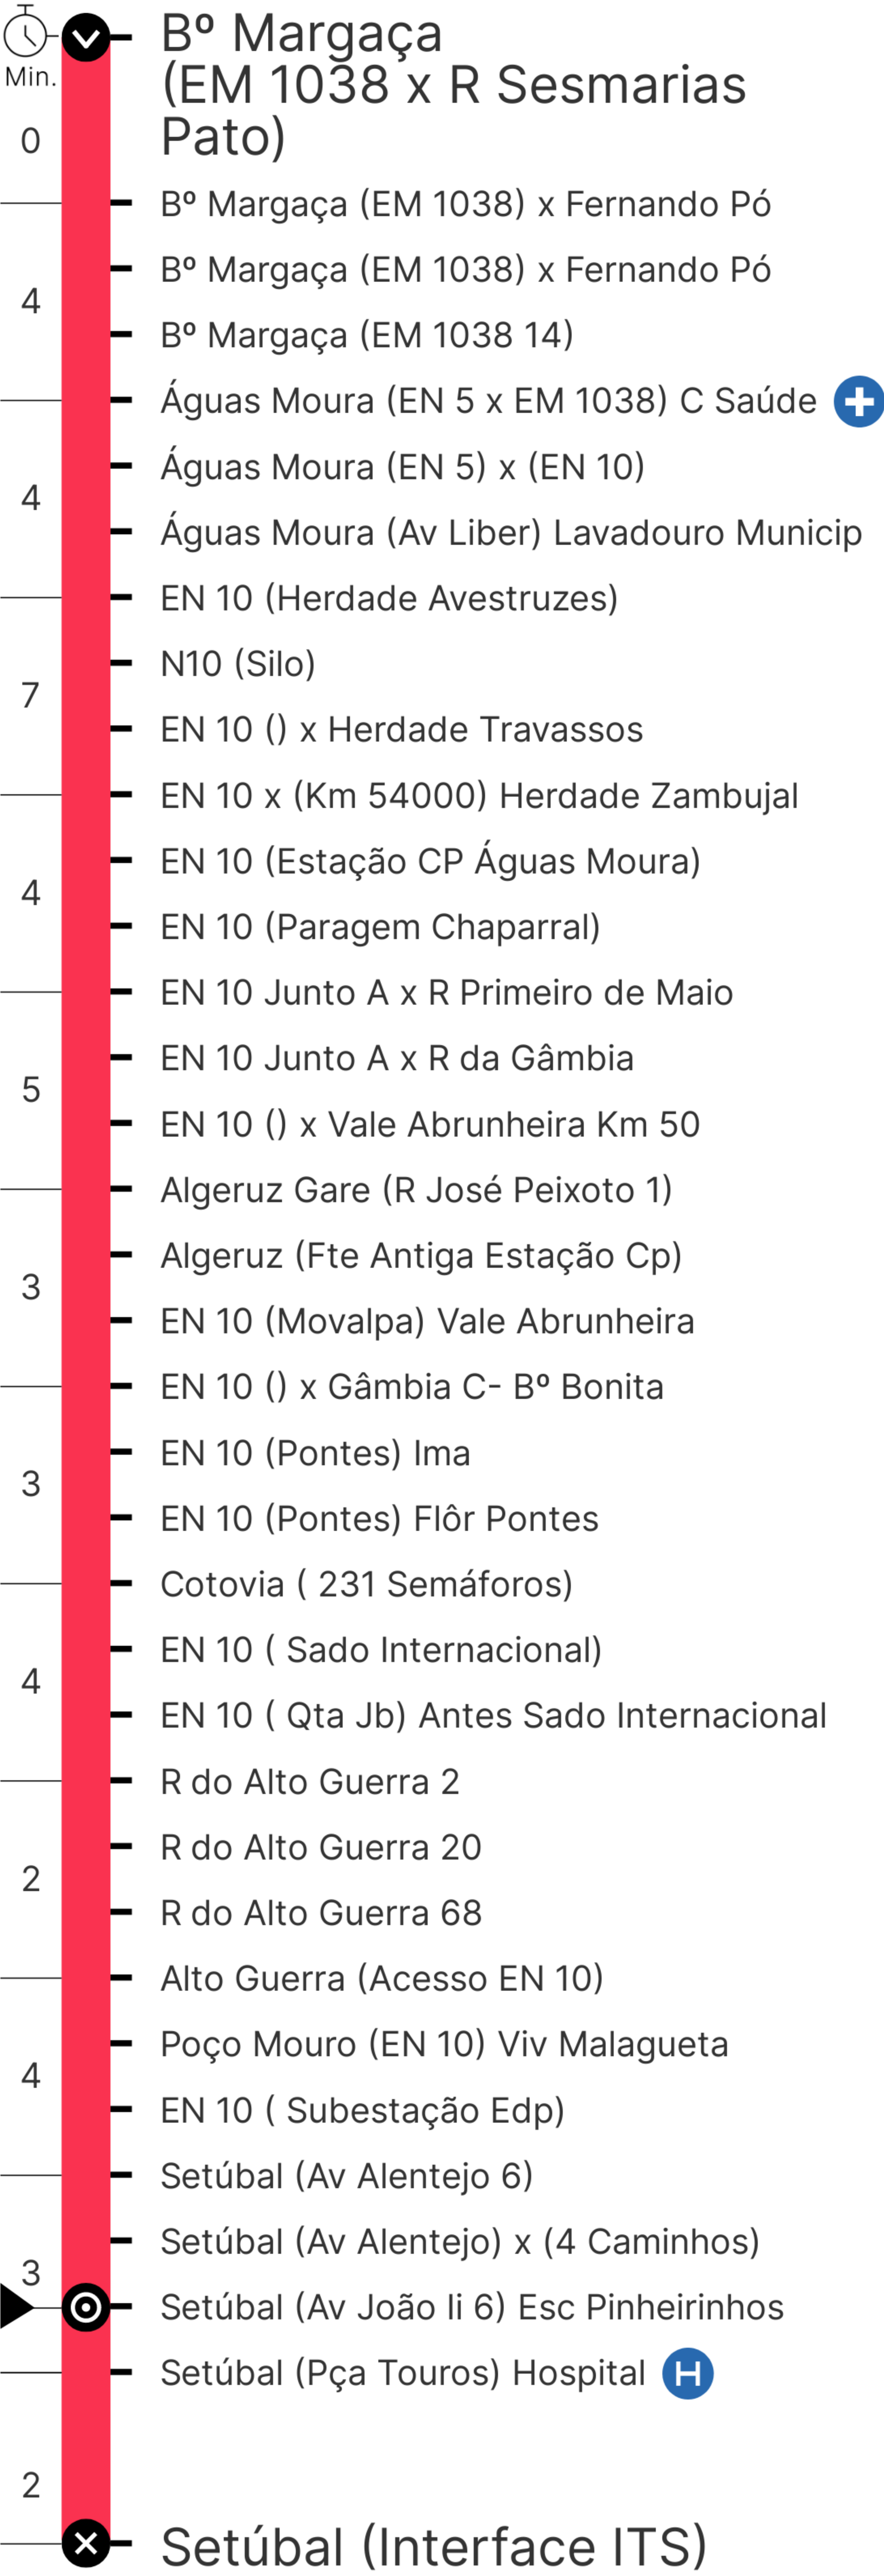 Min.
Bº Margaça
(EM 1038 x R Sesmarias
Pato)
0
Bº Margaça (EM 1038) x Fernando Pó
Bº Margaça (EM 1038) x Fernando Pó
4
Bº Margaça (EM 1038 14)
Águas Moura (EN 5 x EM 1038) C Saúde
Águas Moura (EN 5) x (EN 10)
4
Águas Moura (Av Liber) Lavadouro Municip
EN 10 (Herdade Avestruzes)
N10 (Silo)
7
EN 10 () x Herdade Travassos
EN 10 x (Km 54000) Herdade Zambujal
EN 10 (Estação CP Águas Moura)
4
EN 10 (Paragem Chaparral)
EN 10 Junto A x R Primeiro de Maio
EN 10 Junto A x R da Gâmbia
5
EN 10 () x Vale Abrunheira Km 50
Algeruz Gare (R José Peixoto 1)
Algeruz (Fte Antiga Estação Cp)
3
EN 10 (Movalpa) Vale Abrunheira
EN 10 () x Gâmbia C- Bº Bonita
EN 10 (Pontes) Ima
3
EN 10 (Pontes) Flôr Pontes
Cotovia ( 231 Semáforos)
EN 10 ( Sado Internacional)
4
EN 10 ( Qta Jb) Antes Sado Internacional
R do Alto Guerra 2
R do Alto Guerra 20
2
R do Alto Guerra 68
Alto Guerra (Acesso EN 10)
Poço Mouro (EN 10) Viv Malagueta
4
EN 10 ( Subestação Edp)
Setúbal (Av Alentejo 6)
Setúbal (Av Alentejo) x (4 Caminhos)
3
Setúbal (Av João Ii 6) Esc Pinheirinhos
Setúbal (Pça Touros) Hospital H
2
Setúbal (Interface ITS)